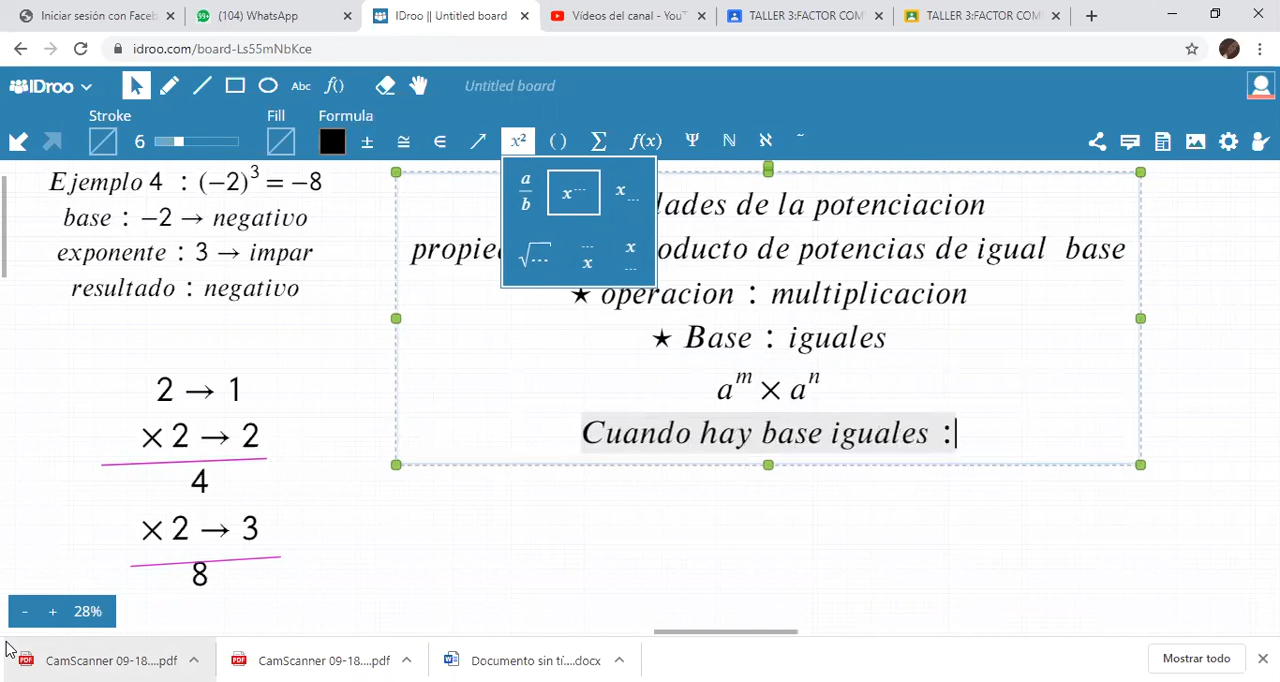 Iniciar sesión con Faceb
(104) WhatsApp
IDroo || Untitled board
Vídeos del canal - YouT
TALLER 3:FACTOR COM
TALLER 3:FACTOR COM
idroo.com/board-Ls55mNbKce
IDroo
Abc
f()
Untitled board
Stroke
Fill
Formula
6
± ≅ ∈ x² ( ) ∑ f(x) Ψ ℕ ℵ ~
a/b x··· x...
√... ...x x...
Ejemplo 4 : (−2)³ = −8
base : −2 → negativo
exponente : 3 → impar
resultado : negativo
2 → 1
× 2 → 2
4
× 2 → 3
8
dades de la potenciacion
propie oducto de potencias de igual base
★ operacion : multiplicacion
★ Base : iguales
aᵐ × aⁿ
Cuando hay base iguales :
- + 28%
CamScanner 09-18....pdf
CamScanner 09-18....pdf
Documento sin tí....docx
Mostrar todo